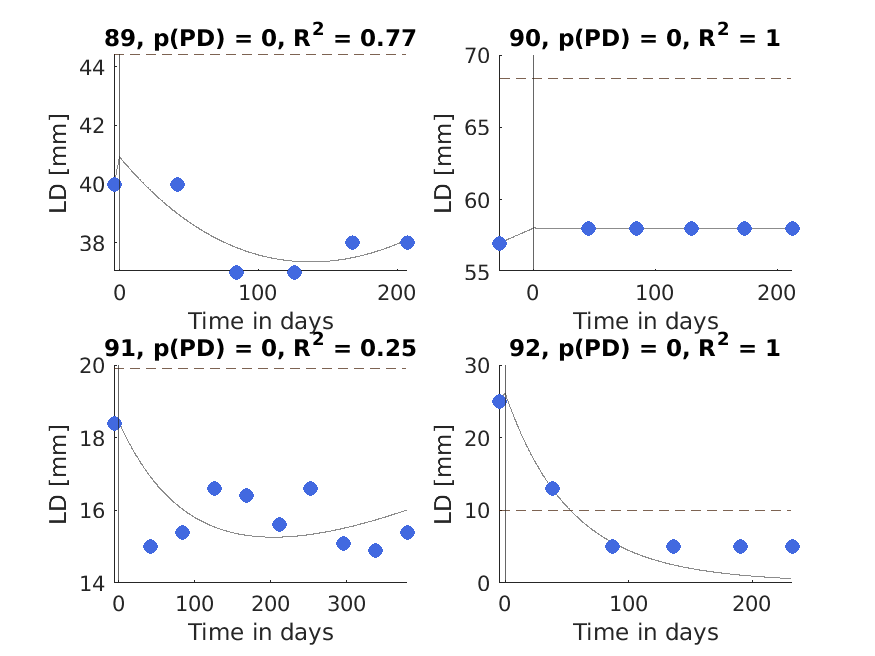 89, p(PD) = 0, R² = 0.77
44
42
40
38
LD [mm]
0
100
200
Time in days
90, p(PD) = 0, R² = 1
70
65
60
55
LD [mm]
0
100
200
Time in days
91, p(PD) = 0, R² = 0.25
20
18
16
14
LD [mm]
0
100
200
300
Time in days
92, p(PD) = 0, R² = 1
30
20
10
0
LD [mm]
0
100
200
Time in days